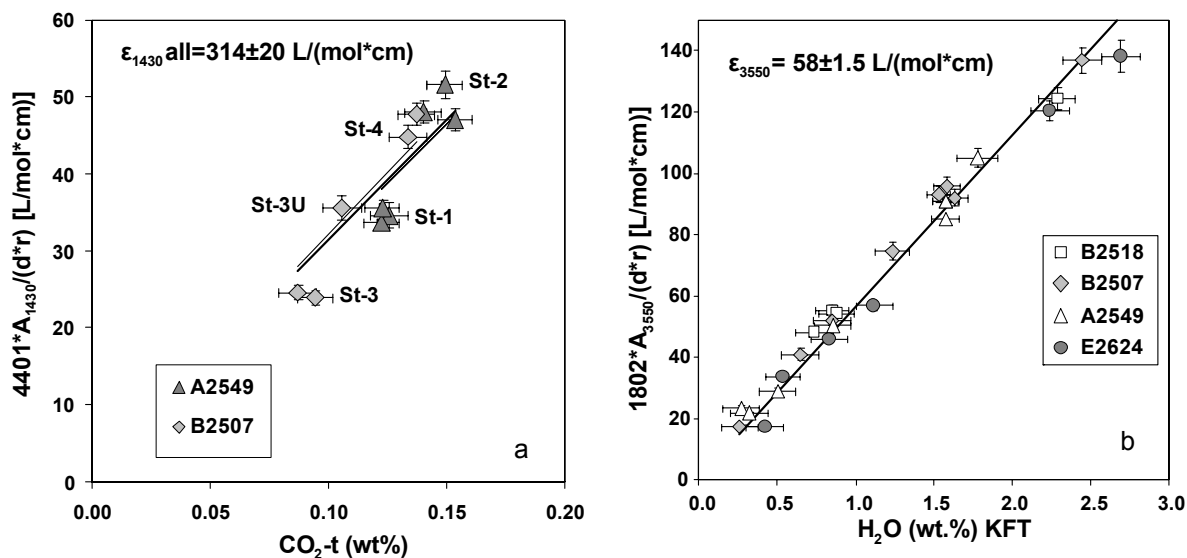 60
50
40
30
20
10
0
0.00
0.05
0.10
0.15
0.20
4401*A₁₄₃₀/(d*r) [L/mol*cm)]
CO₂-t (wt%)
ε₁₄₃₀ all=314±20 L/(mol*cm)
St-2
St-4
St-3U
St-1
St-3
A2549
B2507
a
140
120
100
80
60
40
20
0
0.0
0.5
1.0
1.5
2.0
2.5
3.0
1802*A₃₅₅₀/(d*r) [L/mol*cm)]
H₂O (wt.%) KFT
ε₃₅₅₀ = 58±1.5 L/(mol*cm)
B2518
B2507
A2549
E2624
b